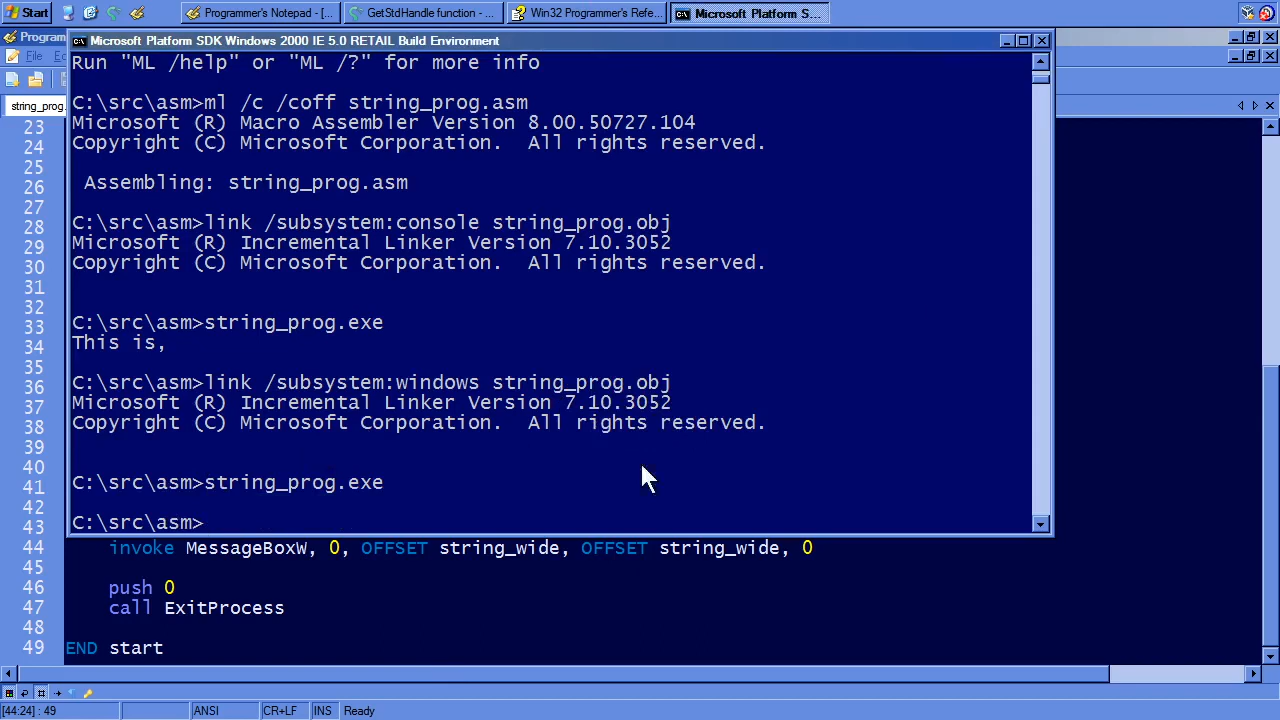 Start
Programmer's Notepad - [...
GetStdHandle function - ...
Win32 Programmer's Refe...
Microsoft Platform S...
Program
File
string_prog.
Microsoft Platform SDK Windows 2000 IE 5.0 RETAIL Build Environment
Run "ML /help" or "ML /?" for more info
C:\src\asm>ml /c /coff string_prog.asm
Microsoft (R) Macro Assembler Version 8.00.50727.104
Copyright (C) Microsoft Corporation.  All rights reserved.
Assembling: string_prog.asm
C:\src\asm>link /subsystem:console string_prog.obj
Microsoft (R) Incremental Linker Version 7.10.3052
Copyright (C) Microsoft Corporation.  All rights reserved.
C:\src\asm>string_prog.exe
This is,
C:\src\asm>link /subsystem:windows string_prog.obj
Microsoft (R) Incremental Linker Version 7.10.3052
Copyright (C) Microsoft Corporation.  All rights reserved.
C:\src\asm>string_prog.exe
C:\src\asm>
23
24
25
26
27
28
29
30
31
32
33
34
35
36
37
38
39
40
41
42
43
44 invoke MessageBoxW, 0, OFFSET string_wide, OFFSET string_wide, 0
45
46 push 0
47 call ExitProcess
48
49 END start
[44:24] : 49
ANSI
CR+LF
INS
Ready